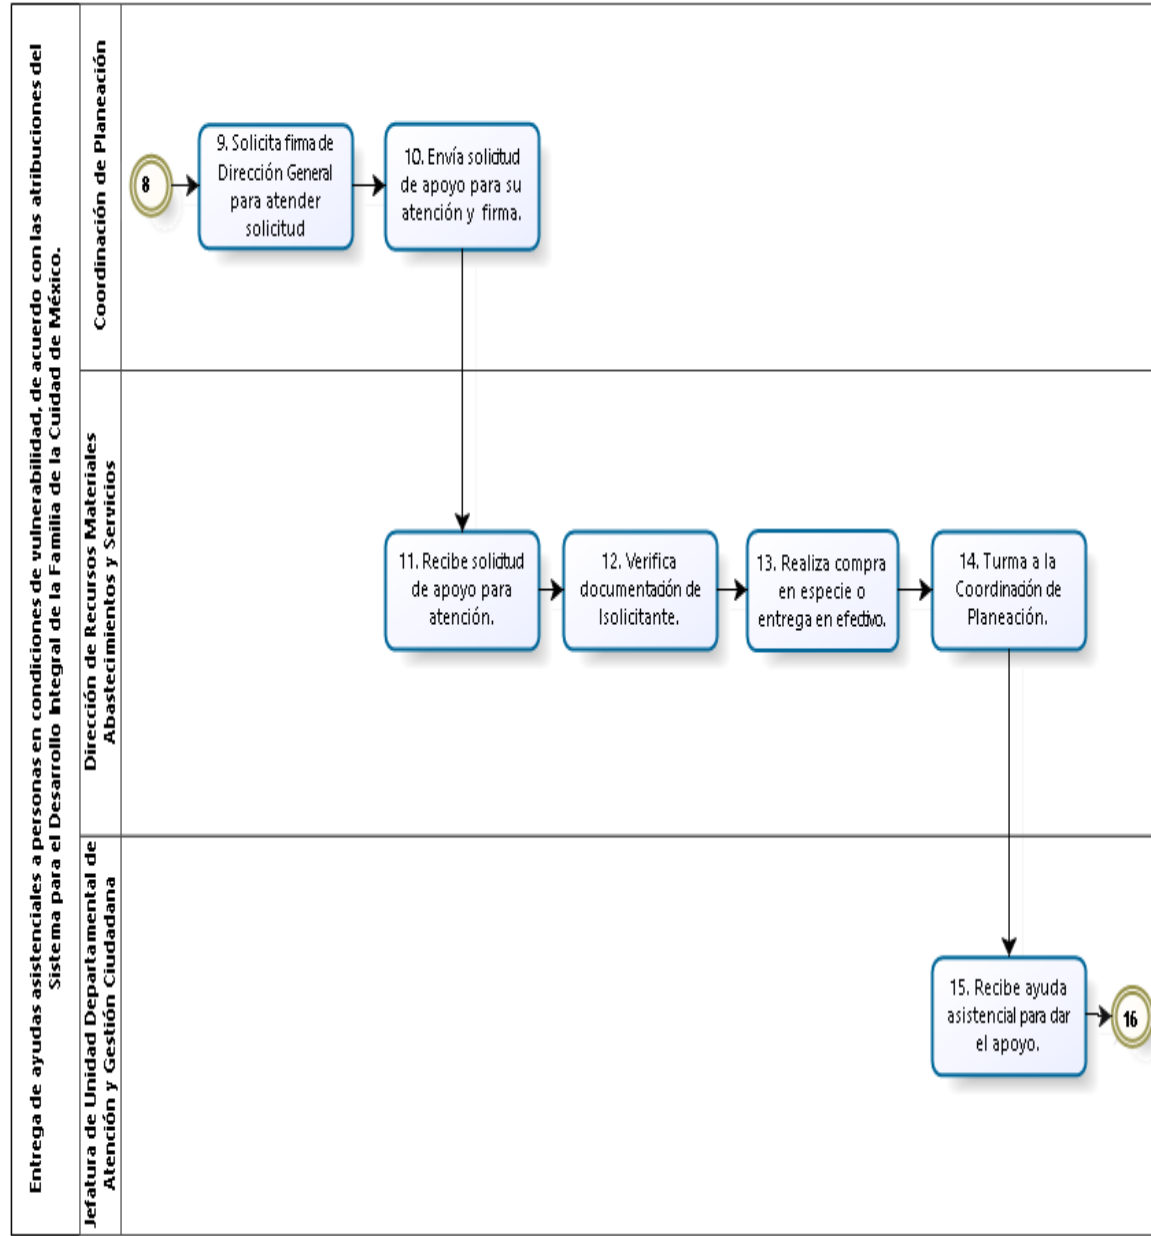 Entrega de ayudas asistenciales a personas en condiciones de vulnerabilidad, de acuerdo con las atribuciones del
Sistema para el Desarrollo Integral de la Familia de la Cuidad de México.
Coordinación de Planeación
8
9. Solicita firma de
Dirección General
para atender
solicitud
10. Envía solicitud
de apoyo para su
atención y firma.
Dirección de Recursos Materiales
Abastecimientos y Servicios
11. Recibe solicitud
de apoyo para
atención.
12. Verifica
documentación de
lsolicitante.
13. Realiza compra
en especie o
entrega en efectivo.
14. Turma a la
Coordinación de
Planeación.
Jefatura de Unidad Departamental de
Atención y Gestión Ciudadana
15. Recibe ayuda
asistencial para dar
el apoyo.
16